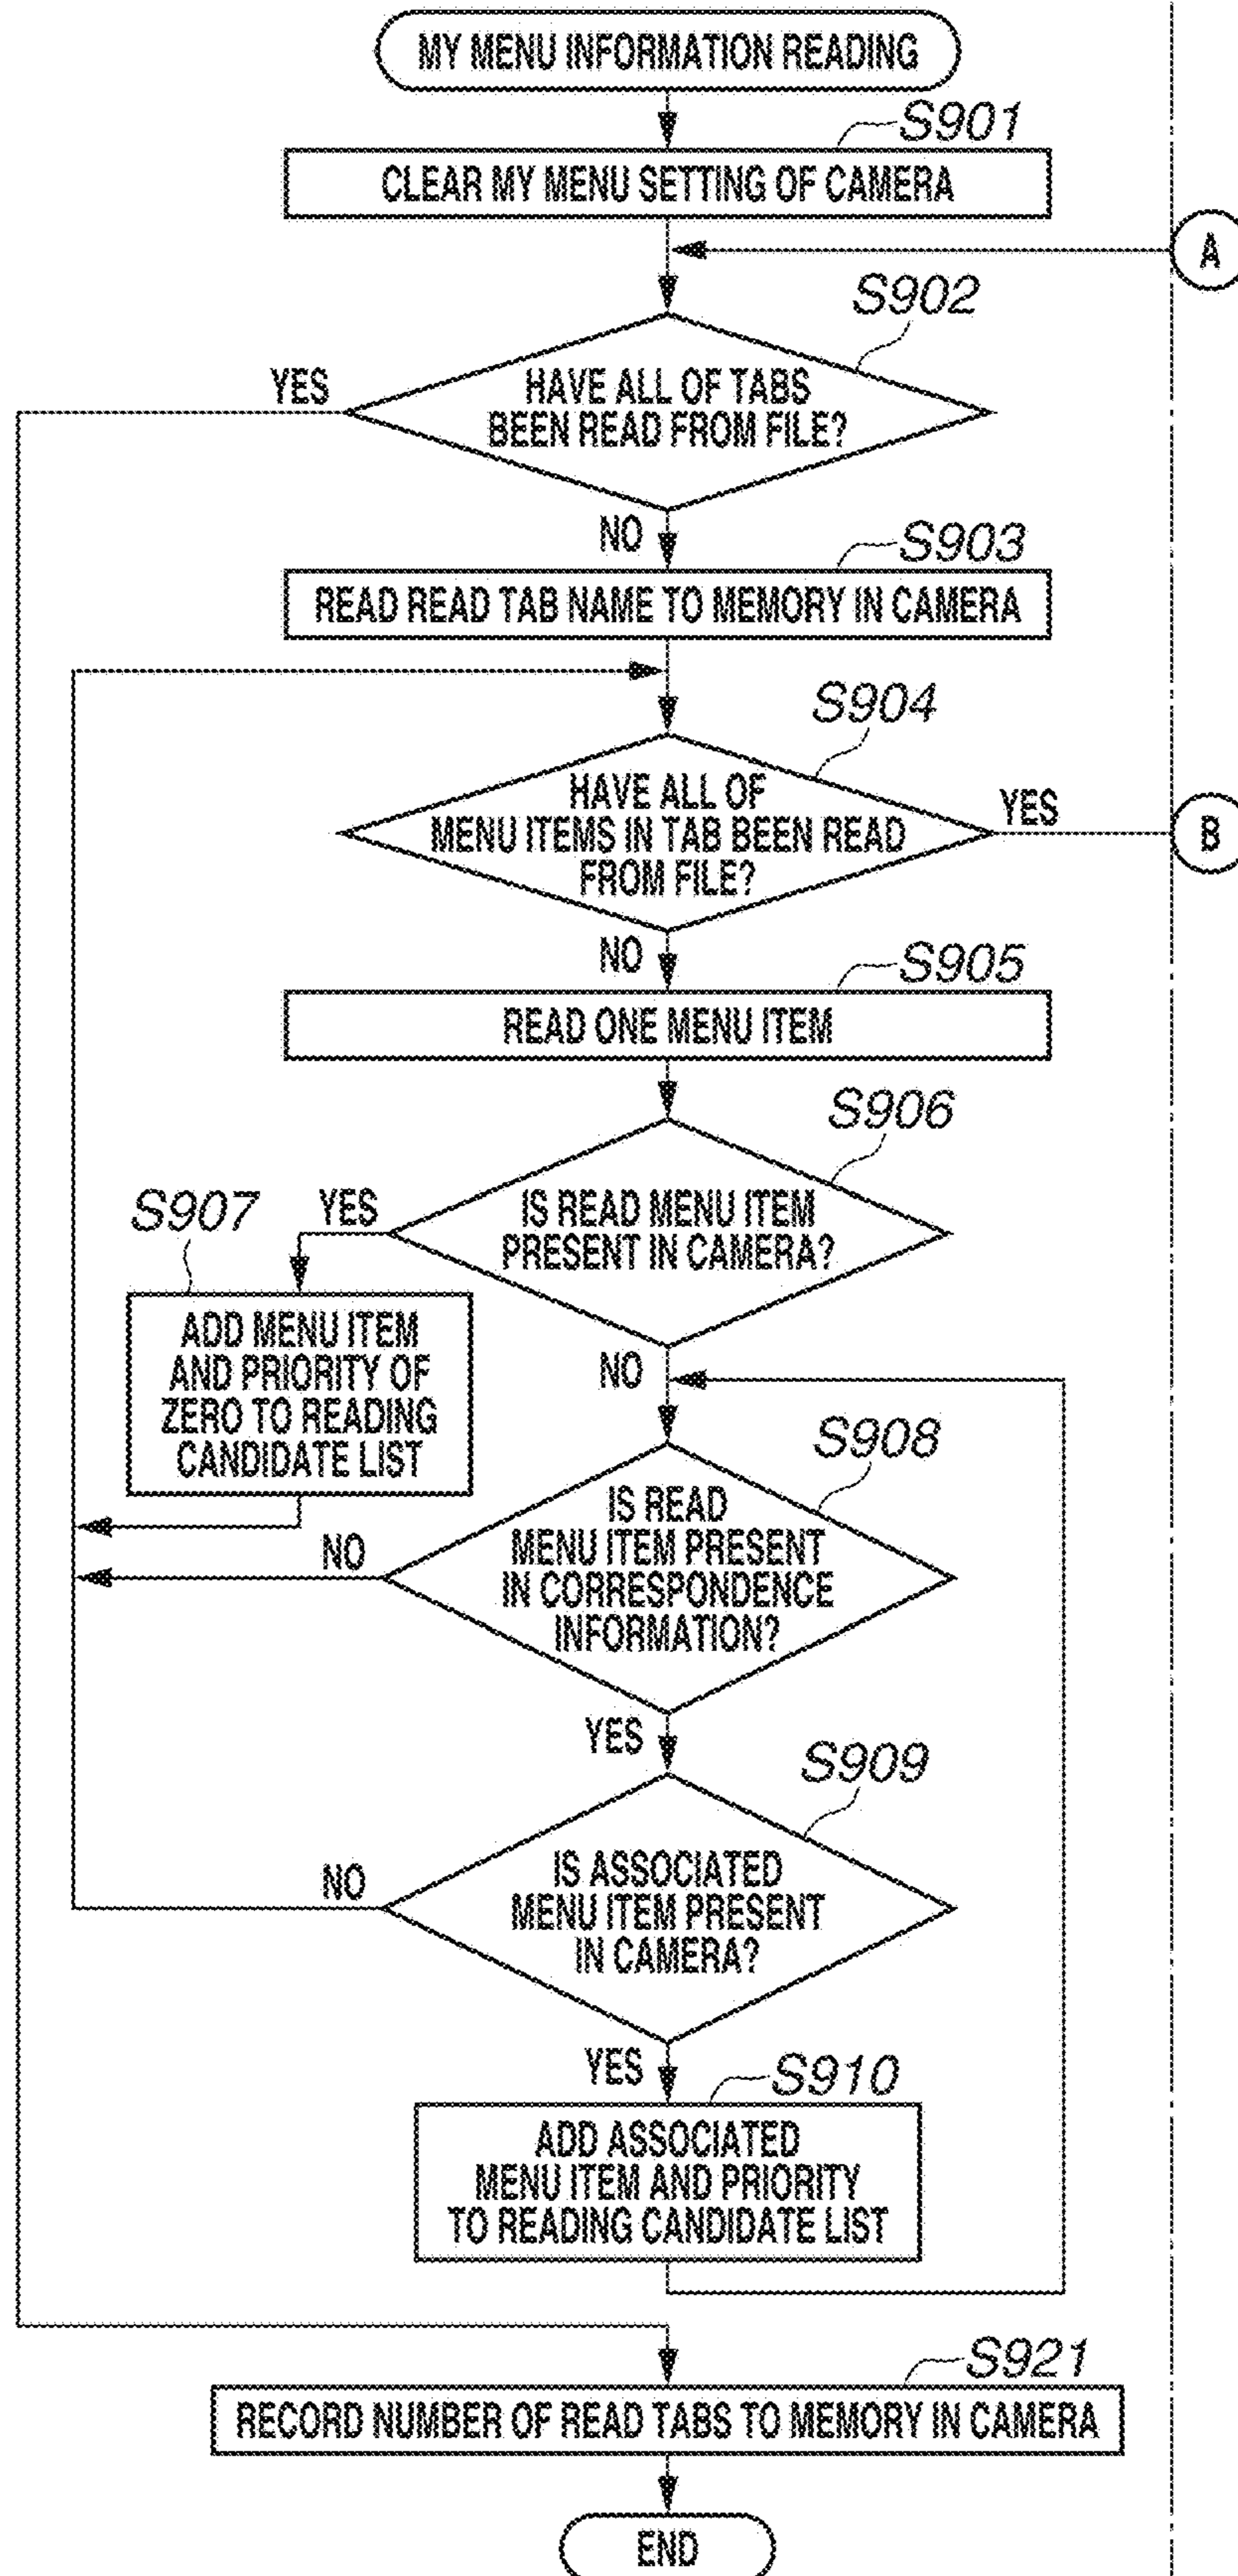 MY MENU INFORMATION READING
S901
CLEAR MY MENU SETTING OF CAMERA
A
S902
YES
HAVE ALL OF TABS
BEEN READ FROM FILE?
NO
S903
READ READ TAB NAME TO MEMORY IN CAMERA
S904
HAVE ALL OF
MENU ITEMS IN TAB BEEN READ
FROM FILE?
YES
B
NO
S905
READ ONE MENU ITEM
S906
S907
YES
IS READ MENU ITEM
PRESENT IN CAMERA?
ADD MENU ITEM
AND PRIORITY OF
ZERO TO READING
CANDIDATE LIST
NO
S908
IS READ
MENU ITEM PRESENT
IN CORRESPONDENCE
INFORMATION?
NO
YES
S909
IS ASSOCIATED
MENU ITEM PRESENT
IN CAMERA?
NO
YES
S910
ADD ASSOCIATED
MENU ITEM AND PRIORITY
TO READING CANDIDATE LIST
S921
RECORD NUMBER OF READ TABS TO MEMORY IN CAMERA
END